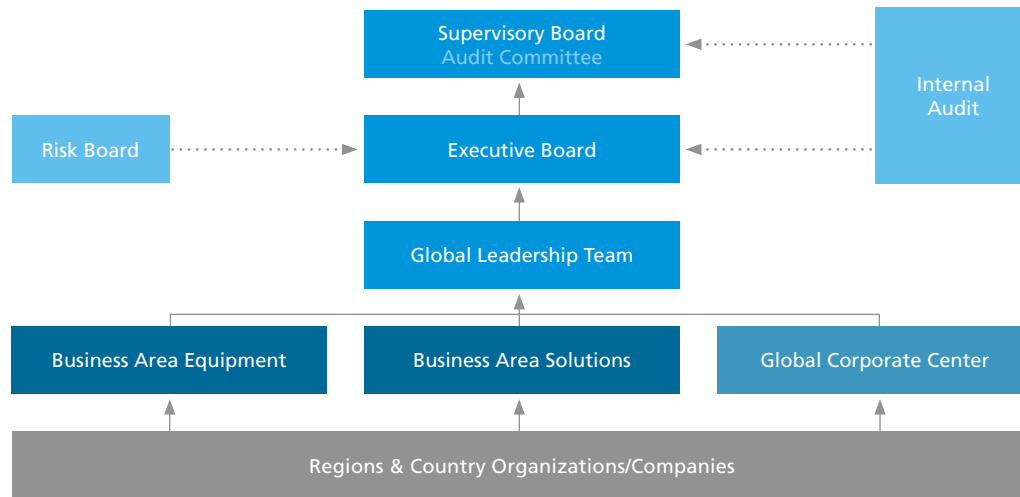 Supervisory Board
Audit Committee
Internal
Audit
Risk Board
Executive Board
Global Leadership Team
Business Area Equipment
Business Area Solutions
Global Corporate Center
Regions & Country Organizations/Companies